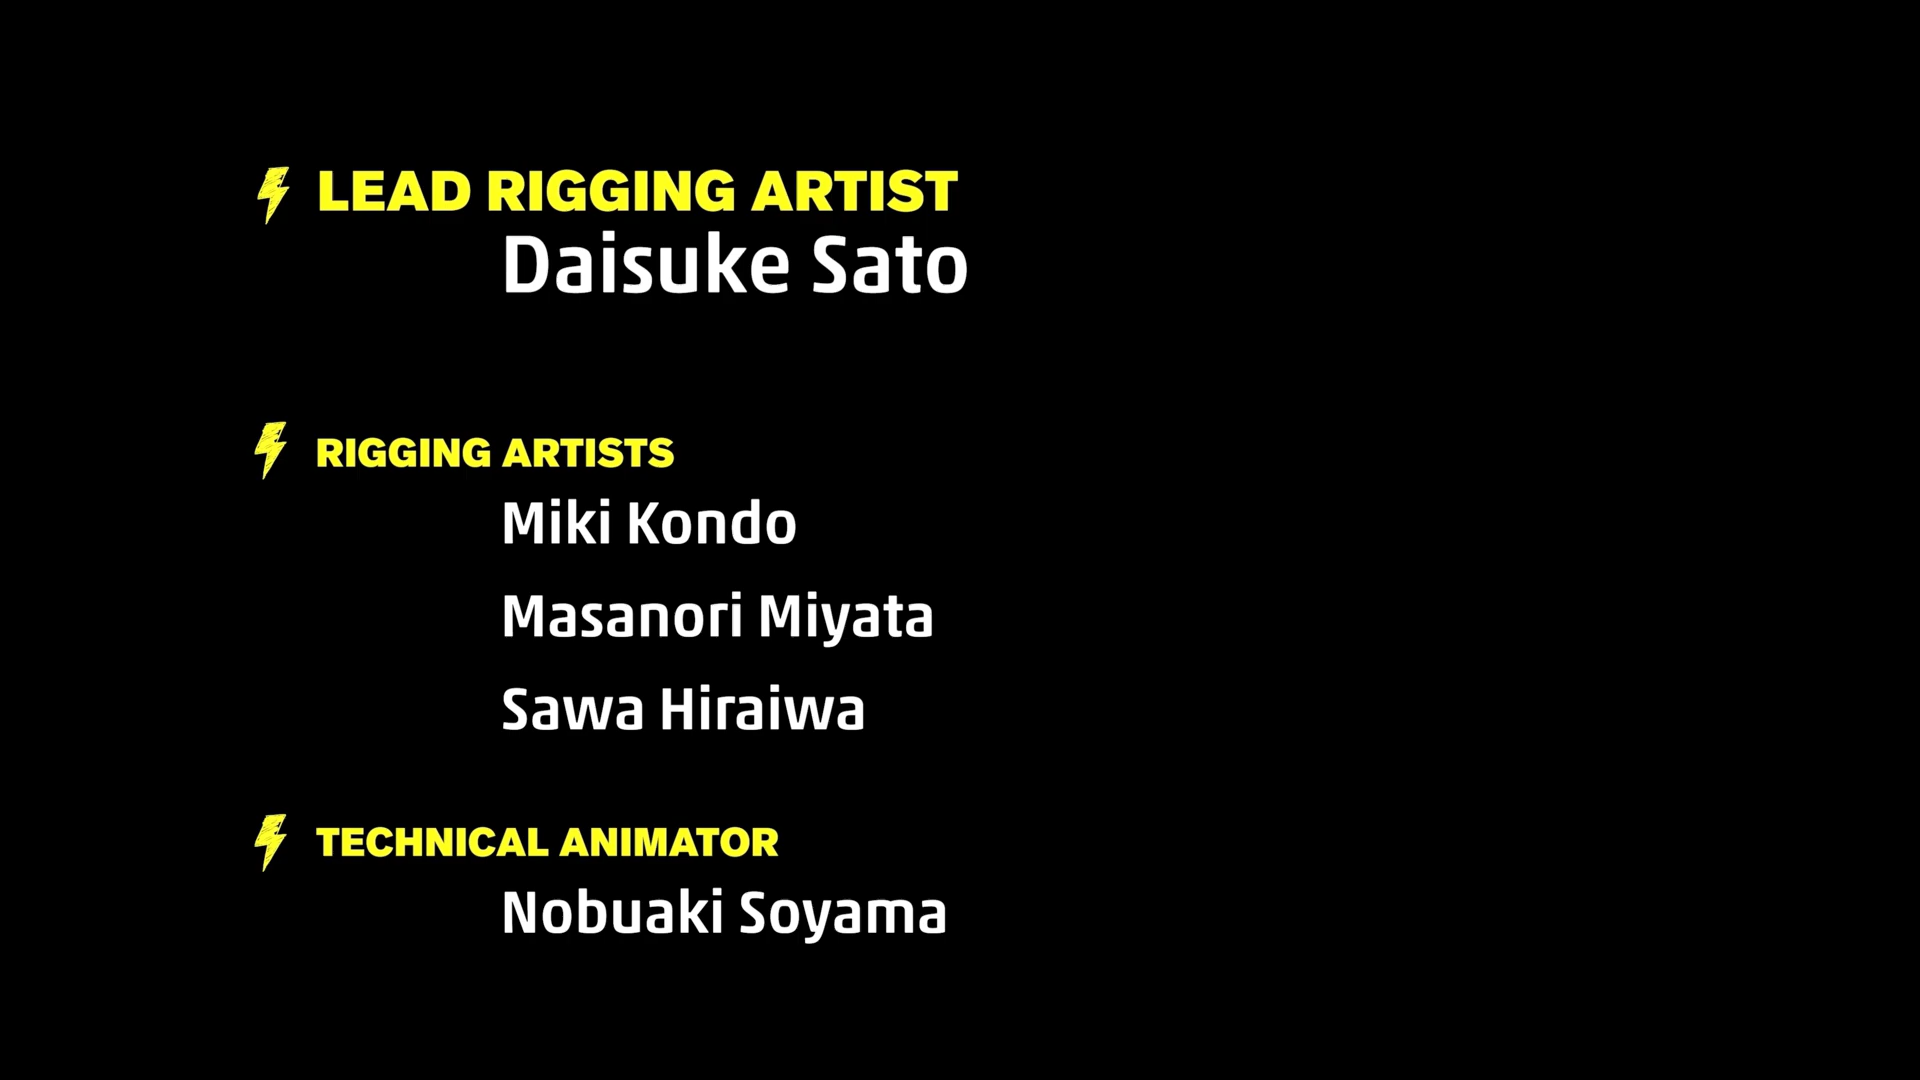 LEAD RIGGING ARTIST
Daisuke Sato
RIGGING ARTISTS
Miki Kondo
Masanori Miyata
Sawa Hiraiwa
TECHNICAL ANIMATOR
Nobuaki Soyama